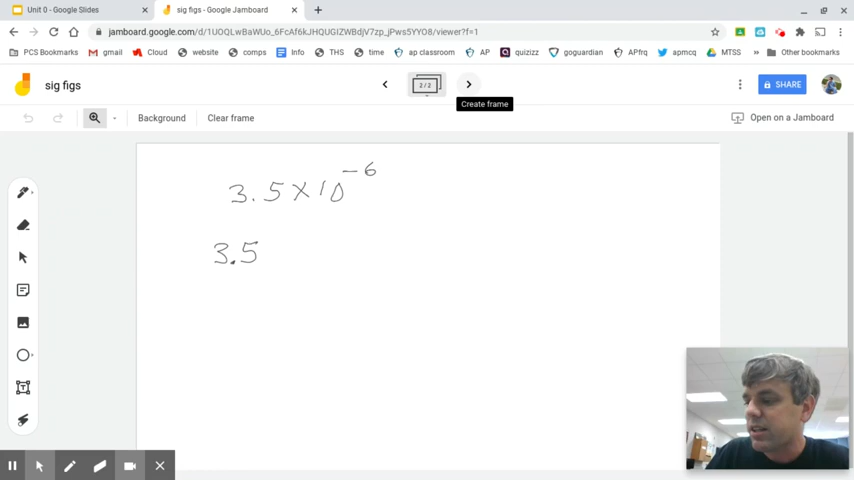 Unit 0 - Google Slides
sig figs - Google Jamboard
jamboard.google.com/d/1UOQLwBaWUo_6FcAf6kJHQUGIZWBdjV7zp_jPws5YYO8/viewer?f=1
PCS Bookmarks gmail Cloud website comps Info THS time ap classroom AP quizizz goguardian APfrq apmcq MTSS Other bookmarks
sig figs
2/2
SHARE
Create frame
Background Clear frame Open on a Jamboard
3.5×10⁻⁶
3.5